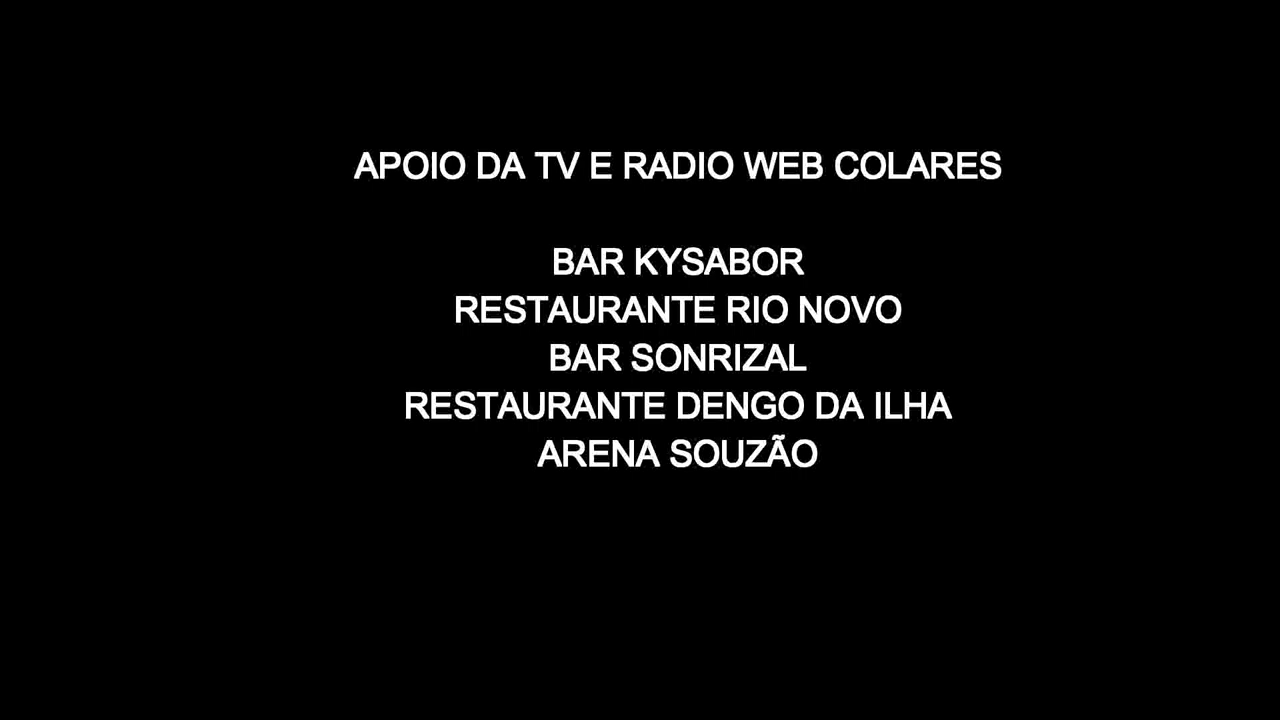 APOIO DA TV E RADIO WEB COLARES
BAR KYSABOR
RESTAURANTE RIO NOVO
BAR SONRIZAL
RESTAURANTE DENGO DA ILHA
ARENA SOUZÃO